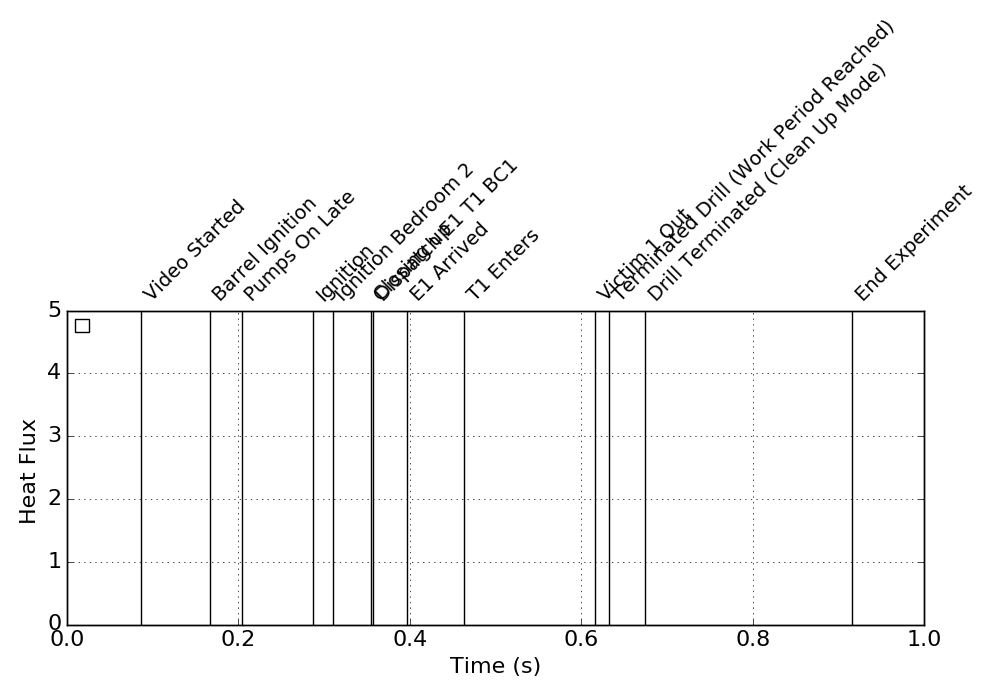 Video Started
Barrel Ignition
Pumps On Late
Ignition
Ignition Bedroom 2
Dispatch E1 T1 BC1
E1 Arrived
T1 Enters
Victim 1 Out
Terminated Drill (Work Period Reached)
Drill Terminated (Clean Up Mode)
End Experiment
5
4
3
2
1
0
Heat Flux
0.0
0.2
0.4
0.6
0.8
1.0
Time (s)